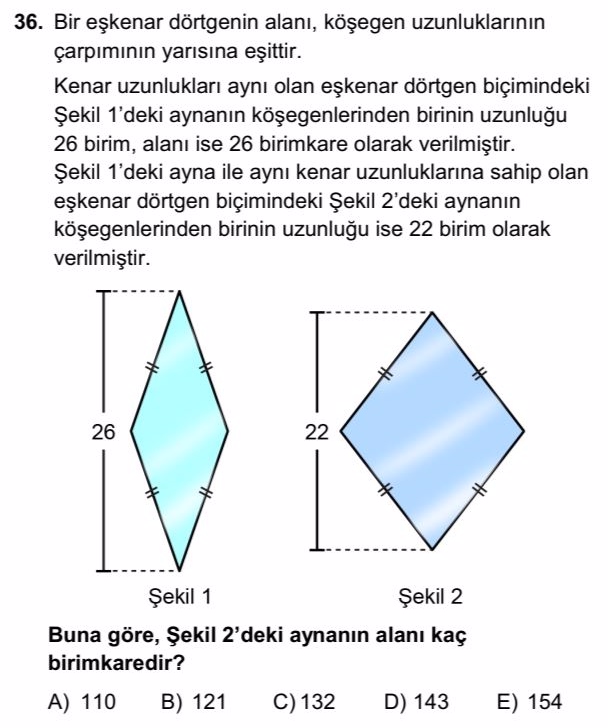 36. Bir eşkenar dörtgenin alanı, köşegen uzunluklarının
çarpımının yarısına eşittir.
Kenar uzunlukları aynı olan eşkenar dörtgen biçimindeki
Şekil 1’deki aynanın köşegenlerinden birinin uzunluğu
26 birim, alanı ise 26 birimkare olarak verilmiştir.
Şekil 1’deki ayna ile aynı kenar uzunluklarına sahip olan
eşkenar dörtgen biçimindeki Şekil 2’deki aynanın
köşegenlerinden birinin uzunluğu ise 22 birim olarak
verilmiştir.
26
22
Şekil 1
Şekil 2
Buna göre, Şekil 2’deki aynanın alanı kaç
birimkaredir?
A) 110 B) 121 C) 132 D) 143 E) 154